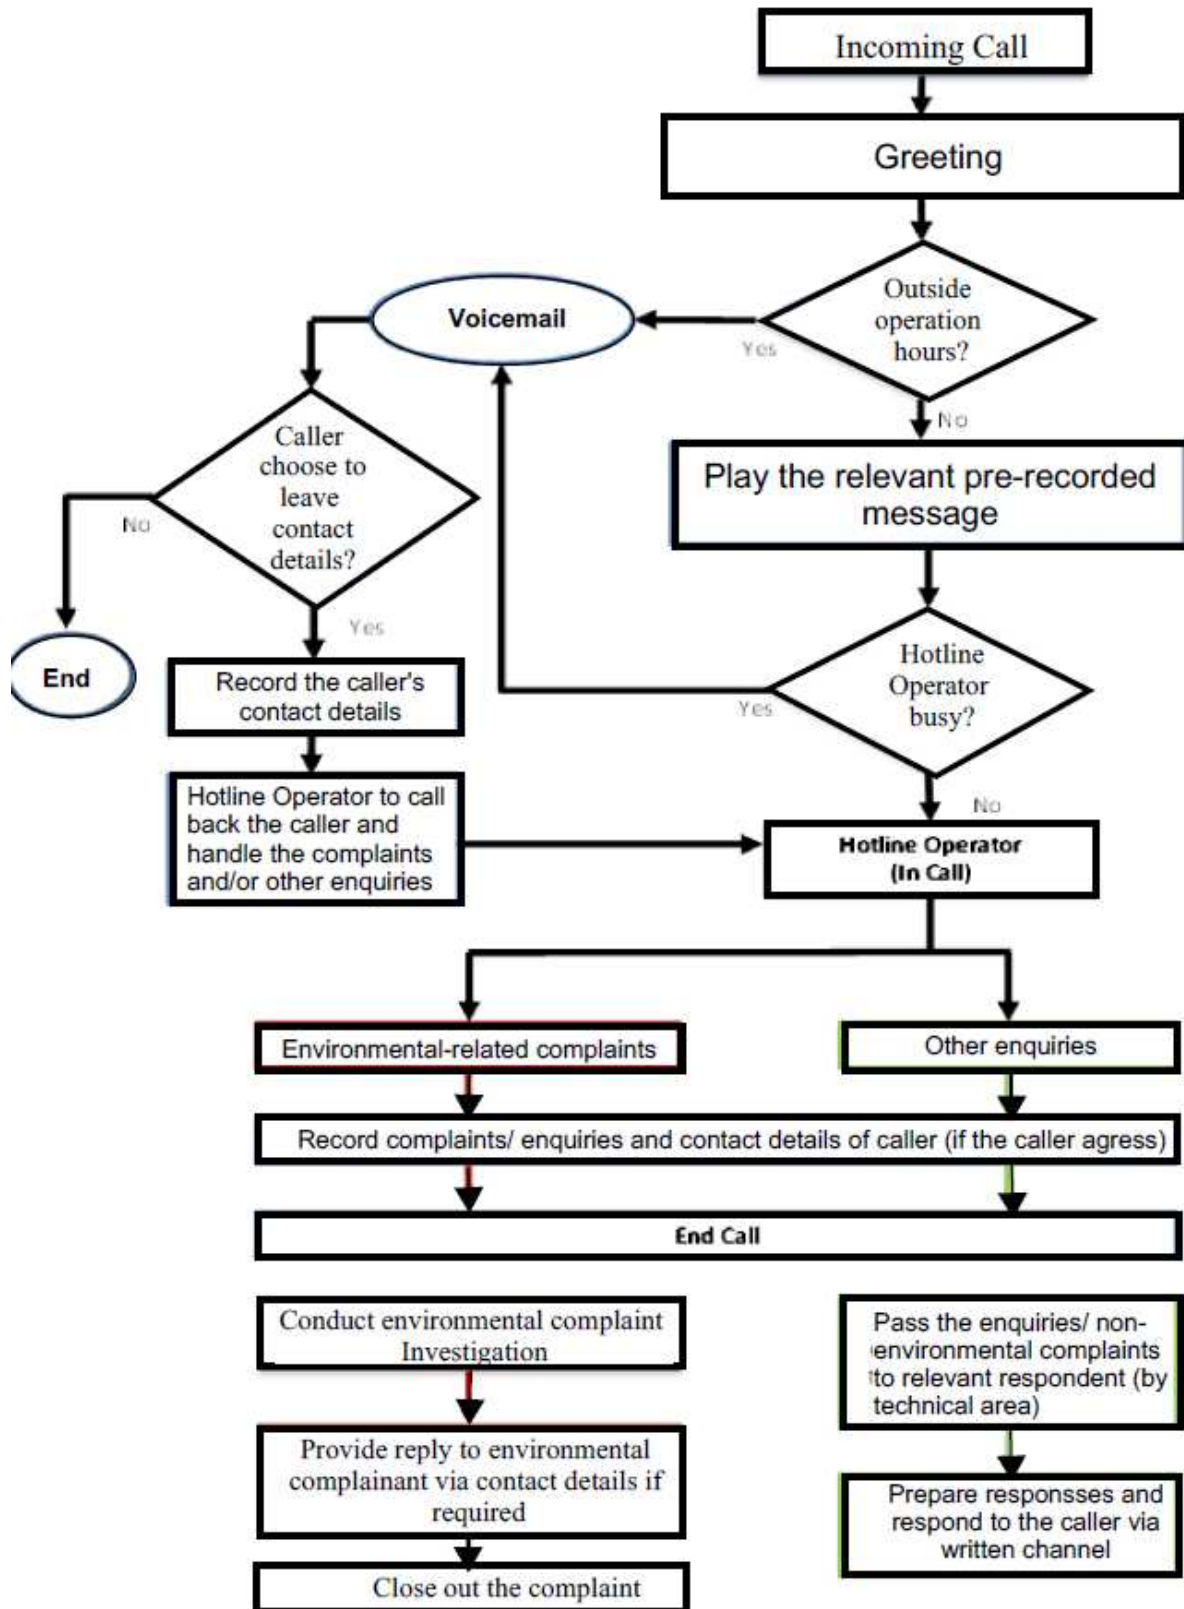 Incoming Call
Greeting
Outside
operation
hours?
Yes
No
Voicemail
Caller
choose to
leave
contact
details?
No
Yes
End
Play the relevant pre-recorded
message
Hotline
Operator
busy?
Yes
No
Record the caller's
contact details
Hotline Operator to call
back the caller and
handle the complaints
and/or other enquiries
Hotline Operator
(In Call)
Environmental-related complaints
Other enquiries
Record complaints/ enquiries and contact details of caller (if the caller agress)
End Call
Conduct environmental complaint
Investigation
Provide reply to environmental
complainant via contact details if
required
Close out the complaint
Pass the enquiries/ non-
environmental complaints
to relevant respondent (by
technical area)
Prepare responsses and
respond to the caller via
written channel